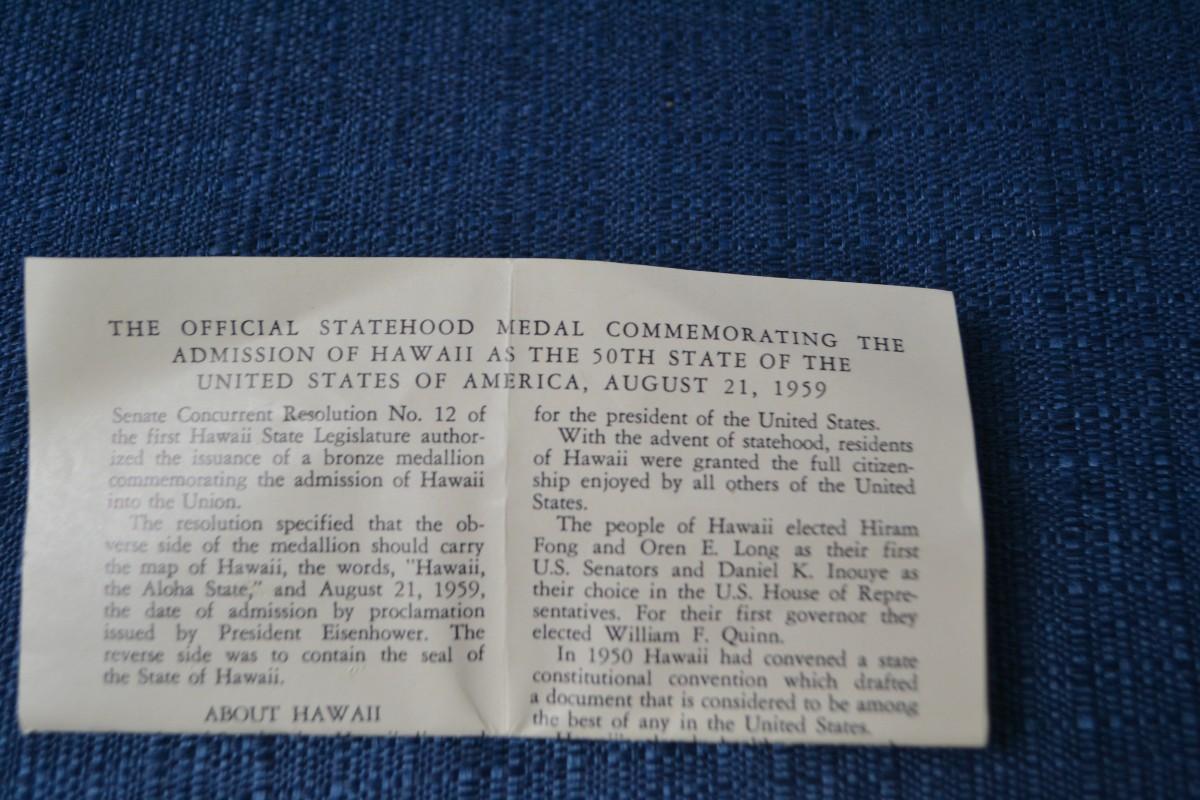 THE OFFICIAL STATEHOOD MEDAL COMMEMORATING THE
ADMISSION OF HAWAII AS THE 50TH STATE OF THE
UNITED STATES OF AMERICA, AUGUST 21, 1959
Senate Concurrent Resolution No. 12 of
the first Hawaii State Legislature author-
ized the issuance of a bronze medallion
commemorating the admission of Hawaii
into the Union.
The resolution specified that the ob-
verse side of the medallion should carry
the map of Hawaii, the words, "Hawaii,
the Aloha State," and August 21, 1959,
the date of admission by proclamation
issued by President Eisenhower. The
reverse side was to contain the seal of
the State of Hawaii.
ABOUT HAWAII
for the president of the United States.
With the advent of statehood, residents
of Hawaii were granted the full citizen-
ship enjoyed by all others of the United
States.
The people of Hawaii elected Hiram
Fong and Oren E. Long as their first
U.S. Senators and Daniel K. Inouye as
their choice in the U.S. House of Repre-
sentatives. For their first governor they
elected William F. Quinn.
In 1950 Hawaii had convened a state
constitutional convention which drafted
a document that is considered to be among
the best of any in the United States.